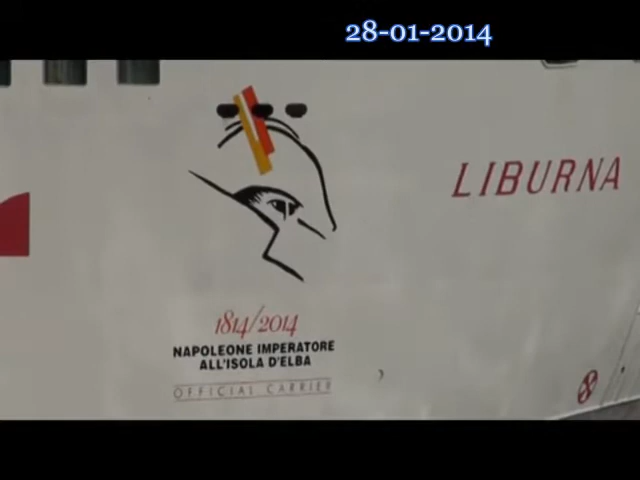 28-01-2014
LIBURNA
1814/2014
NAPOLEONE IMPERATORE
ALL'ISOLA D'ELBA
OFFICIAL CARRIER